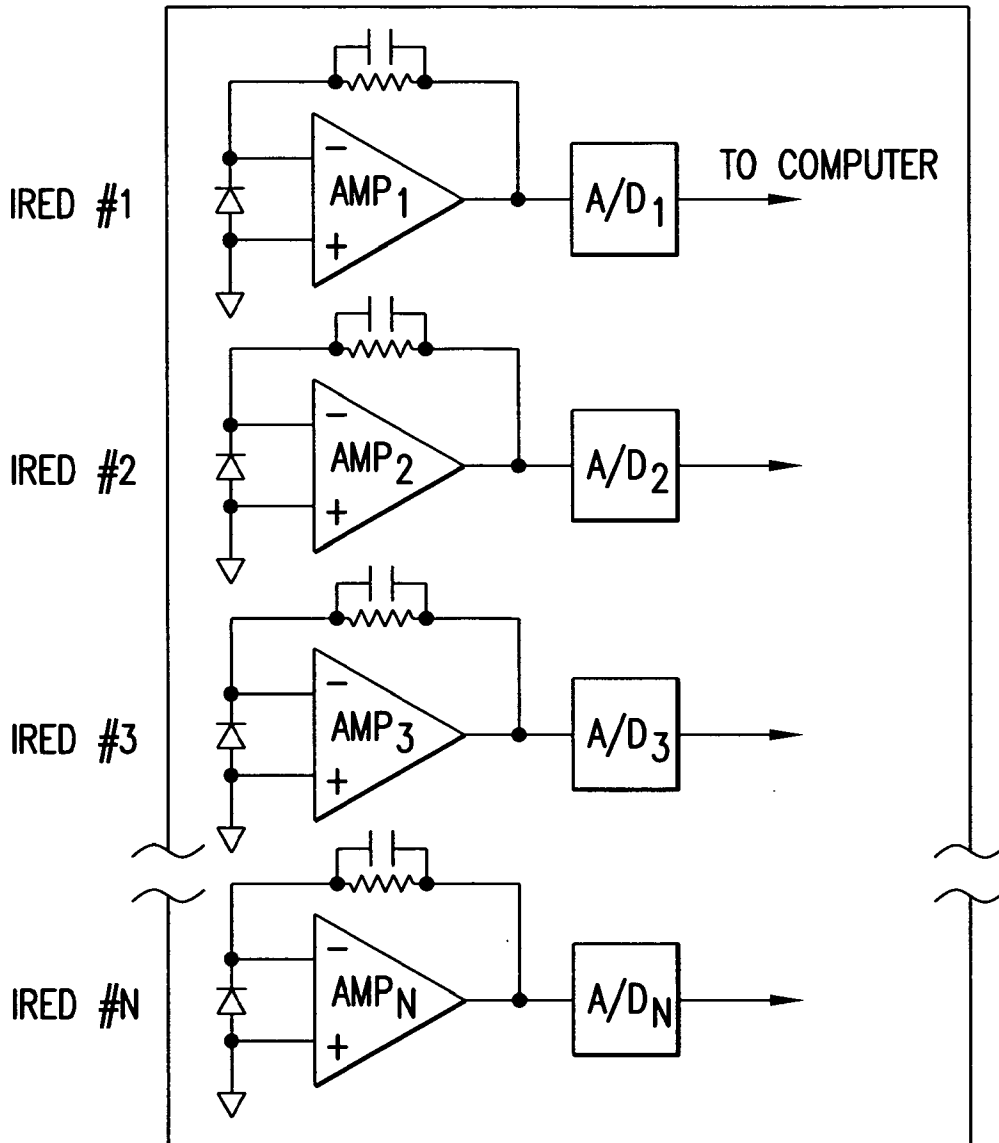 TO COMPUTER
IRED #1
−
AMP1
+
A/D1
IRED #2
−
AMP2
+
A/D2
IRED #3
−
AMP3
+
A/D3
IRED #N
−
AMPN
+
A/DN